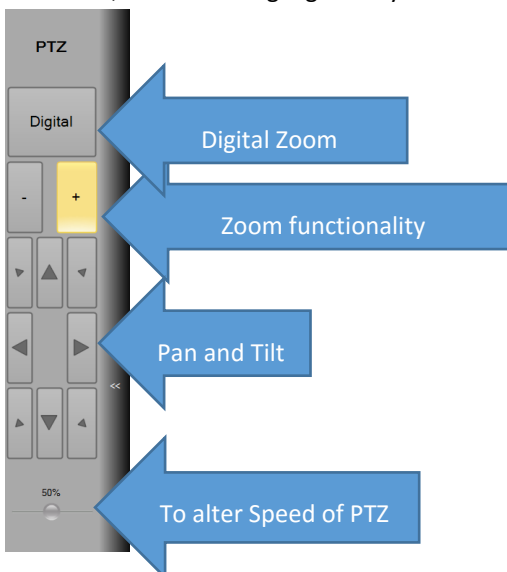 PTZ
Digital
Digital Zoom
- +
Zoom functionality
Pan and Tilt
<<
50%
To alter Speed of PTZ